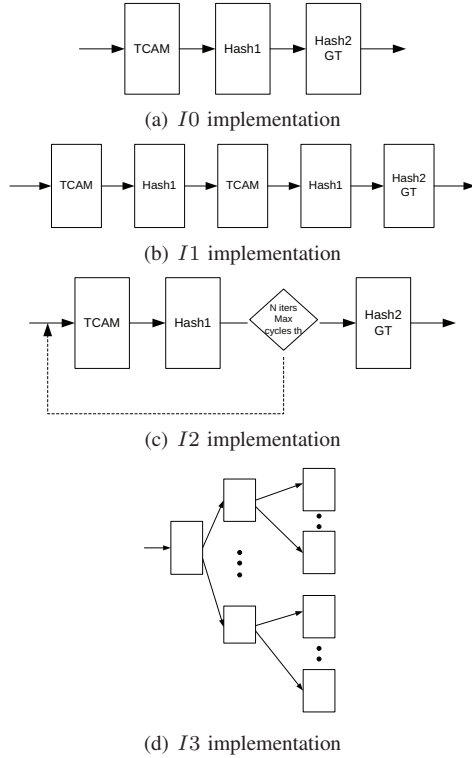 TCAM
Hash1
Hash2
GT
(a) I0 implementation
TCAM
Hash1
TCAM
Hash1
Hash2
GT
(b) I1 implementation
TCAM
Hash1
N iters
Max
cycles th
Hash2
GT
(c) I2 implementation
(d) I3 implementation